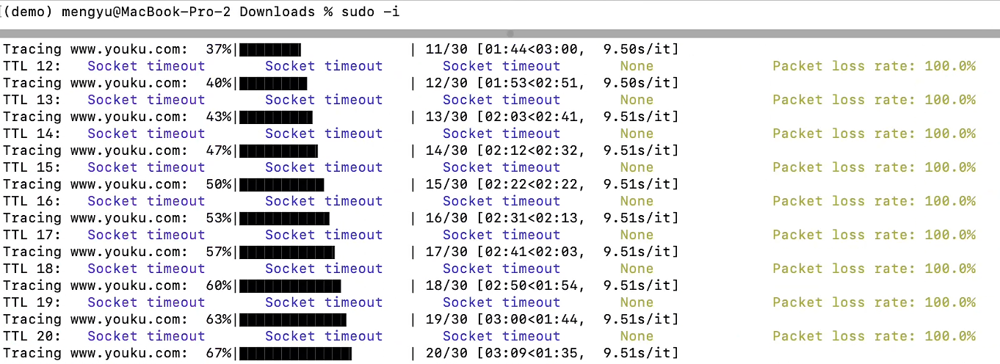 (demo) mengyu@MacBook-Pro-2 Downloads % sudo -i
Tracing www.youku.com:  37%|███████| 11/30 [01:44<03:00,  9.50s/it]
TTL 12:   Socket timeout       Socket timeout       Socket timeout       None              Packet loss rate: 100.0%
Tracing www.youku.com:  40%|████████| 12/30 [01:53<02:51,  9.50s/it]
TTL 13:   Socket timeout       Socket timeout       Socket timeout       None              Packet loss rate: 100.0%
Tracing www.youku.com:  43%|████████| 13/30 [02:03<02:41,  9.51s/it]
TTL 14:   Socket timeout       Socket timeout       Socket timeout       None              Packet loss rate: 100.0%
Tracing www.youku.com:  47%|█████████| 14/30 [02:12<02:32,  9.51s/it]
TTL 15:   Socket timeout       Socket timeout       Socket timeout       None              Packet loss rate: 100.0%
Tracing www.youku.com:  50%|██████████| 15/30 [02:22<02:22,  9.51s/it]
TTL 16:   Socket timeout       Socket timeout       Socket timeout       None              Packet loss rate: 100.0%
Tracing www.youku.com:  53%|██████████| 16/30 [02:31<02:13,  9.51s/it]
TTL 17:   Socket timeout       Socket timeout       Socket timeout       None              Packet loss rate: 100.0%
Tracing www.youku.com:  57%|███████████| 17/30 [02:41<02:03,  9.51s/it]
TTL 18:   Socket timeout       Socket timeout       Socket timeout       None              Packet loss rate: 100.0%
Tracing www.youku.com:  60%|████████████| 18/30 [02:50<01:54,  9.51s/it]
TTL 19:   Socket timeout       Socket timeout       Socket timeout       None              Packet loss rate: 100.0%
Tracing www.youku.com:  63%|████████████| 19/30 [03:00<01:44,  9.51s/it]
TTL 20:   Socket timeout       Socket timeout       Socket timeout       None              Packet loss rate: 100.0%
Tracing www.youku.com:  67%|█████████████| 20/30 [03:09<01:35,  9.51s/it]